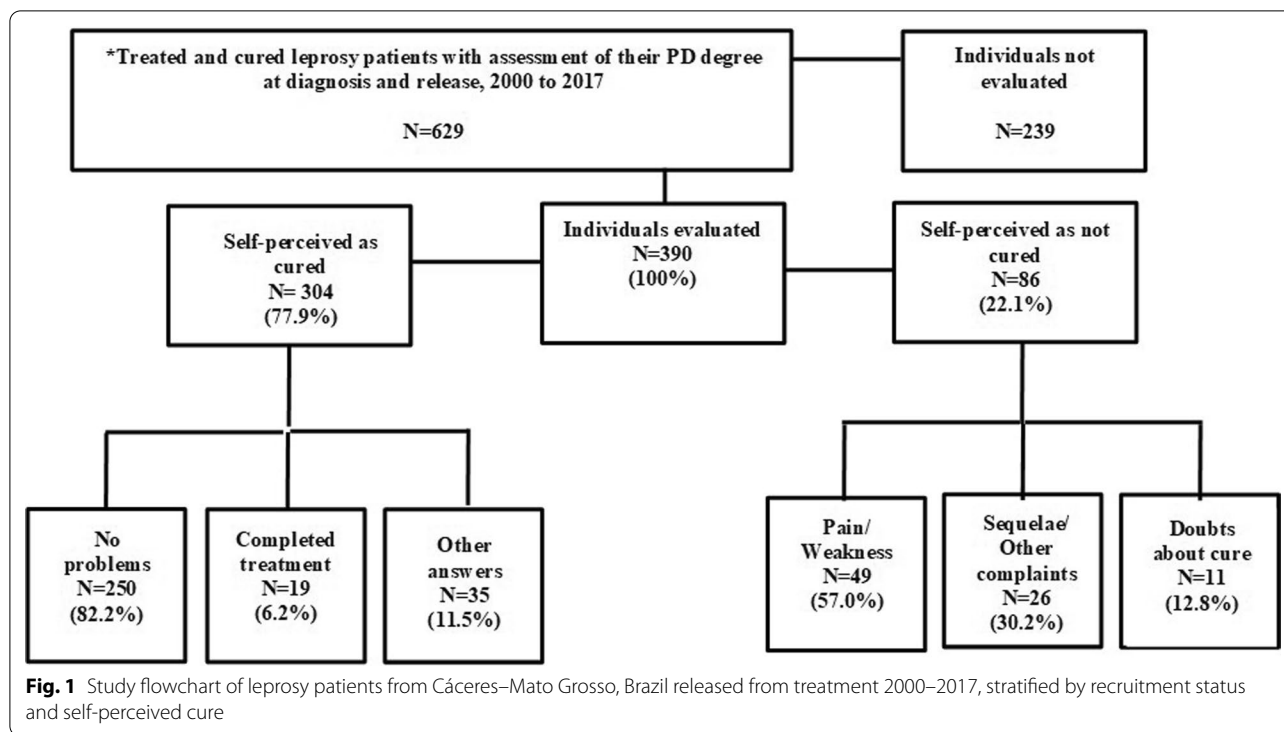 *Treated and cured leprosy patients with assessment of their PD degree
at diagnosis and release, 2000 to 2017
N=629
Individuals not
evaluated
N=239
Self-perceived as
cured
N= 304
(77.9%)
Individuals evaluated
N=390
(100%)
Self-perceived as not
cured
N=86
(22.1%)
No
problems
N=250
(82.2%)
Completed
treatment
N=19
(6.2%)
Other
answers
N=35
(11.5%)
Pain/
Weakness
N=49
(57.0%)
Sequelae/
Other
complaints
N=26
(30.2%)
Doubts
about cure
N=11
(12.8%)
Fig. 1 Study flowchart of leprosy patients from Cáceres–Mato Grosso, Brazil released from treatment 2000–2017, stratified by recruitment status
and self-perceived cure